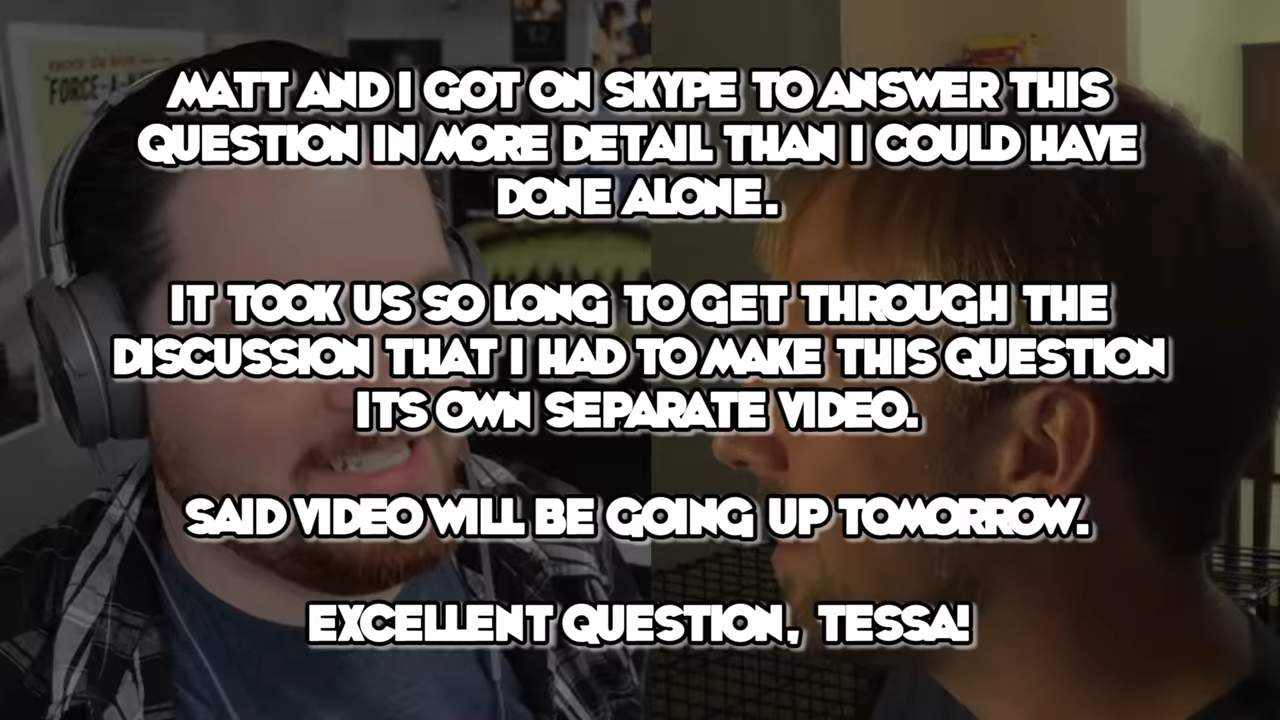 FORCE-A-N
MATT AND I GOT ON SKYPE TO ANSWER THIS
QUESTION IN MORE DETAIL THAN I COULD HAVE
DONE ALONE.
IT TOOK US SO LONG TO GET THROUGH THE
DISCUSSION THAT I HAD TO MAKE THIS QUESTION
ITS OWN SEPARATE VIDEO.
SAID VIDEO WILL BE GOING UP TOMORROW.
EXCELLENT QUESTION, TESSA!